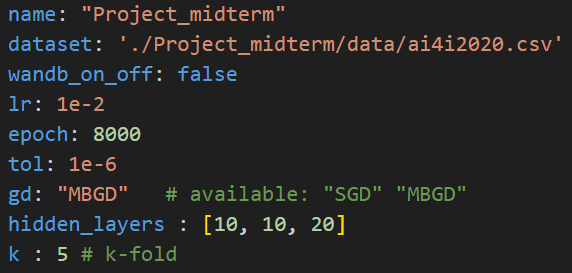 name: "Project_midterm"
dataset: './Project_midterm/data/ai4i2020.csv'
wandb_on_off: false
lr: 1e-2
epoch: 8000
tol: 1e-6
gd: "MBGD"   # available: "SGD" "MBGD"
hidden_layers : [10, 10, 20]
k : 5 # k-fold